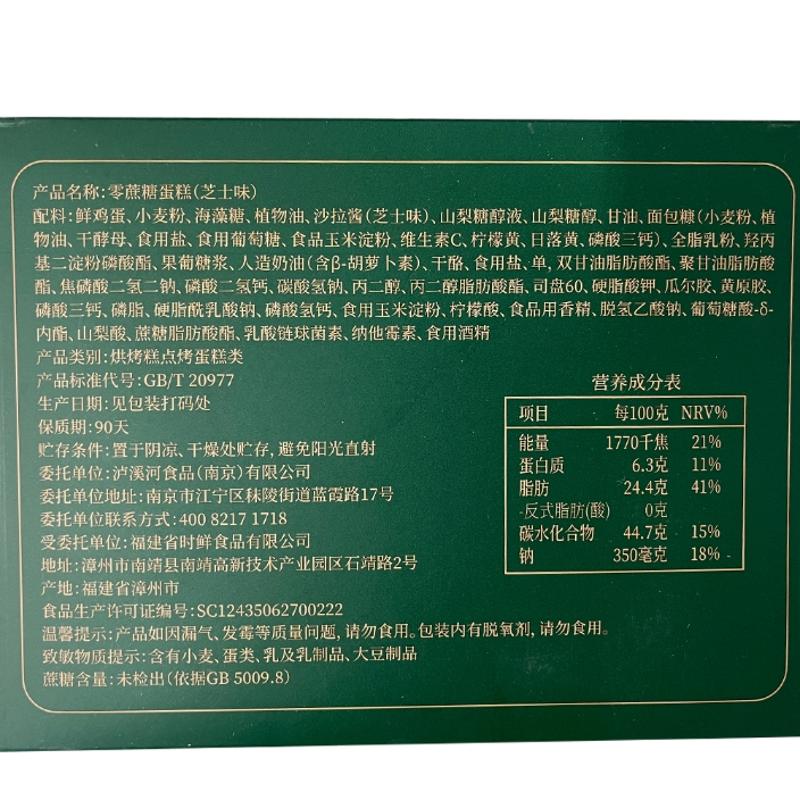 产品名称:零蔗糖蛋糕(芝士味)
配料:鲜鸡蛋、小麦粉、海藻糖、植物油、沙拉酱(芝士味)、山梨糖醇液、山梨糖醇、甘油、面包糠(小麦粉、植
物油、干酵母、食用盐、食用葡萄糖、食品玉米淀粉、维生素C、柠檬黄、日落黄、磷酸三钙)、全脂乳粉、羟丙
基二淀粉磷酸酯、果葡糖浆、人造奶油(含β-胡萝卜素)、干酪、食用盐、单,双甘油脂肪酸酯、聚甘油脂肪酸
酯、焦磷酸二氢二钠、磷酸二氢钙、碳酸氢钠、丙二醇、丙二醇脂肪酸酯、司盘60、硬脂酸钾、瓜尔胶、黄原胶、
磷酸三钙、磷脂、硬脂酰乳酸钠、磷酸氢钙、食用玉米淀粉、柠檬酸、食品用香精、脱氢乙酸钠、葡萄糖酸-δ-
内酯、山梨酸、蔗糖脂肪酸酯、乳酸链球菌素、纳他霉素、食用酒精
产品类别:烘烤糕点烤蛋糕类
产品标准代号:GB/T 20977
生产日期:见包装打码处
保质期:90天
贮存条件:置于阴凉、干燥处贮存,避免阳光直射
委托单位:泸溪河食品(南京)有限公司
委托单位地址:南京市江宁区秣陵街道蓝霞路17号
委托单位联系方式:400 8217 1718
受委托单位:福建省时鲜食品有限公司
地址:漳州市南靖县南靖高新技术产业园区石靖路2号
产地:福建省漳州市
食品生产许可证编号:SC12435062700222
温馨提示:产品如因漏气、发霉等质量问题,请勿食用。包装内有脱氧剂,请勿食用。
致敏物质提示:含有小麦、蛋类、乳及乳制品、大豆制品
蔗糖含量:未检出(依据GB 5009.8)
营养成分表
项目 每100克 NRV%
能量 1770千焦 21%
蛋白质 6.3克 11%
脂肪 24.4克 41%
-反式脂肪(酸) 0克
碳水化合物 44.7克 15%
钠 350毫克 18%